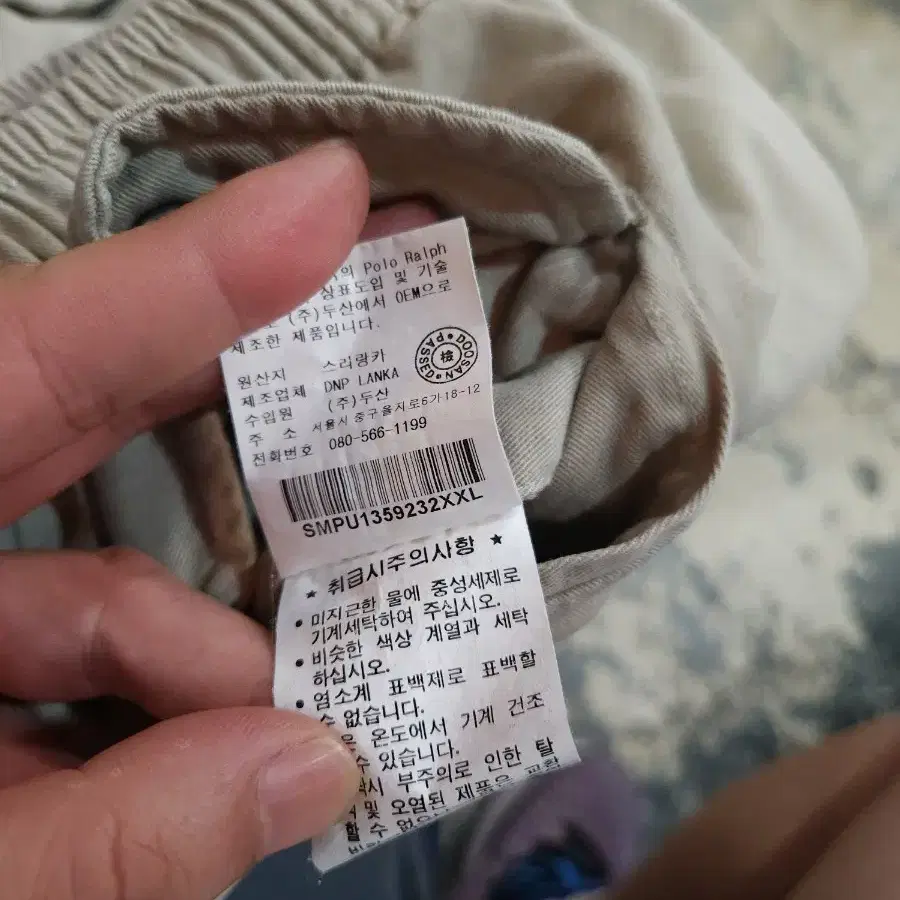 의 Polo Ralph
상표도입 및 기술
(주)두산에서 OEM으로
제조한 제품입니다.
원산지 스리랑카
제조업체 DNP LANKA
수입원 (주)두산
주 소 서울시 중구 을지로6가 18-12
전화번호 080-566-1199
DOOSAN PASSED 檢
SMPU1359232XXL
★ 취급시주의사항 ★
• 미지근한 물에 중성세제로
기계세탁하여 주십시오.
• 비슷한 색상 계열과 세탁
하십시오.
• 염소계 표백제로 표백할
수 없습니다.
온도에서 기계 건조
수 있습니다.
부주의로 인한 탈
및 오염된 제품은 교환
할 수 없